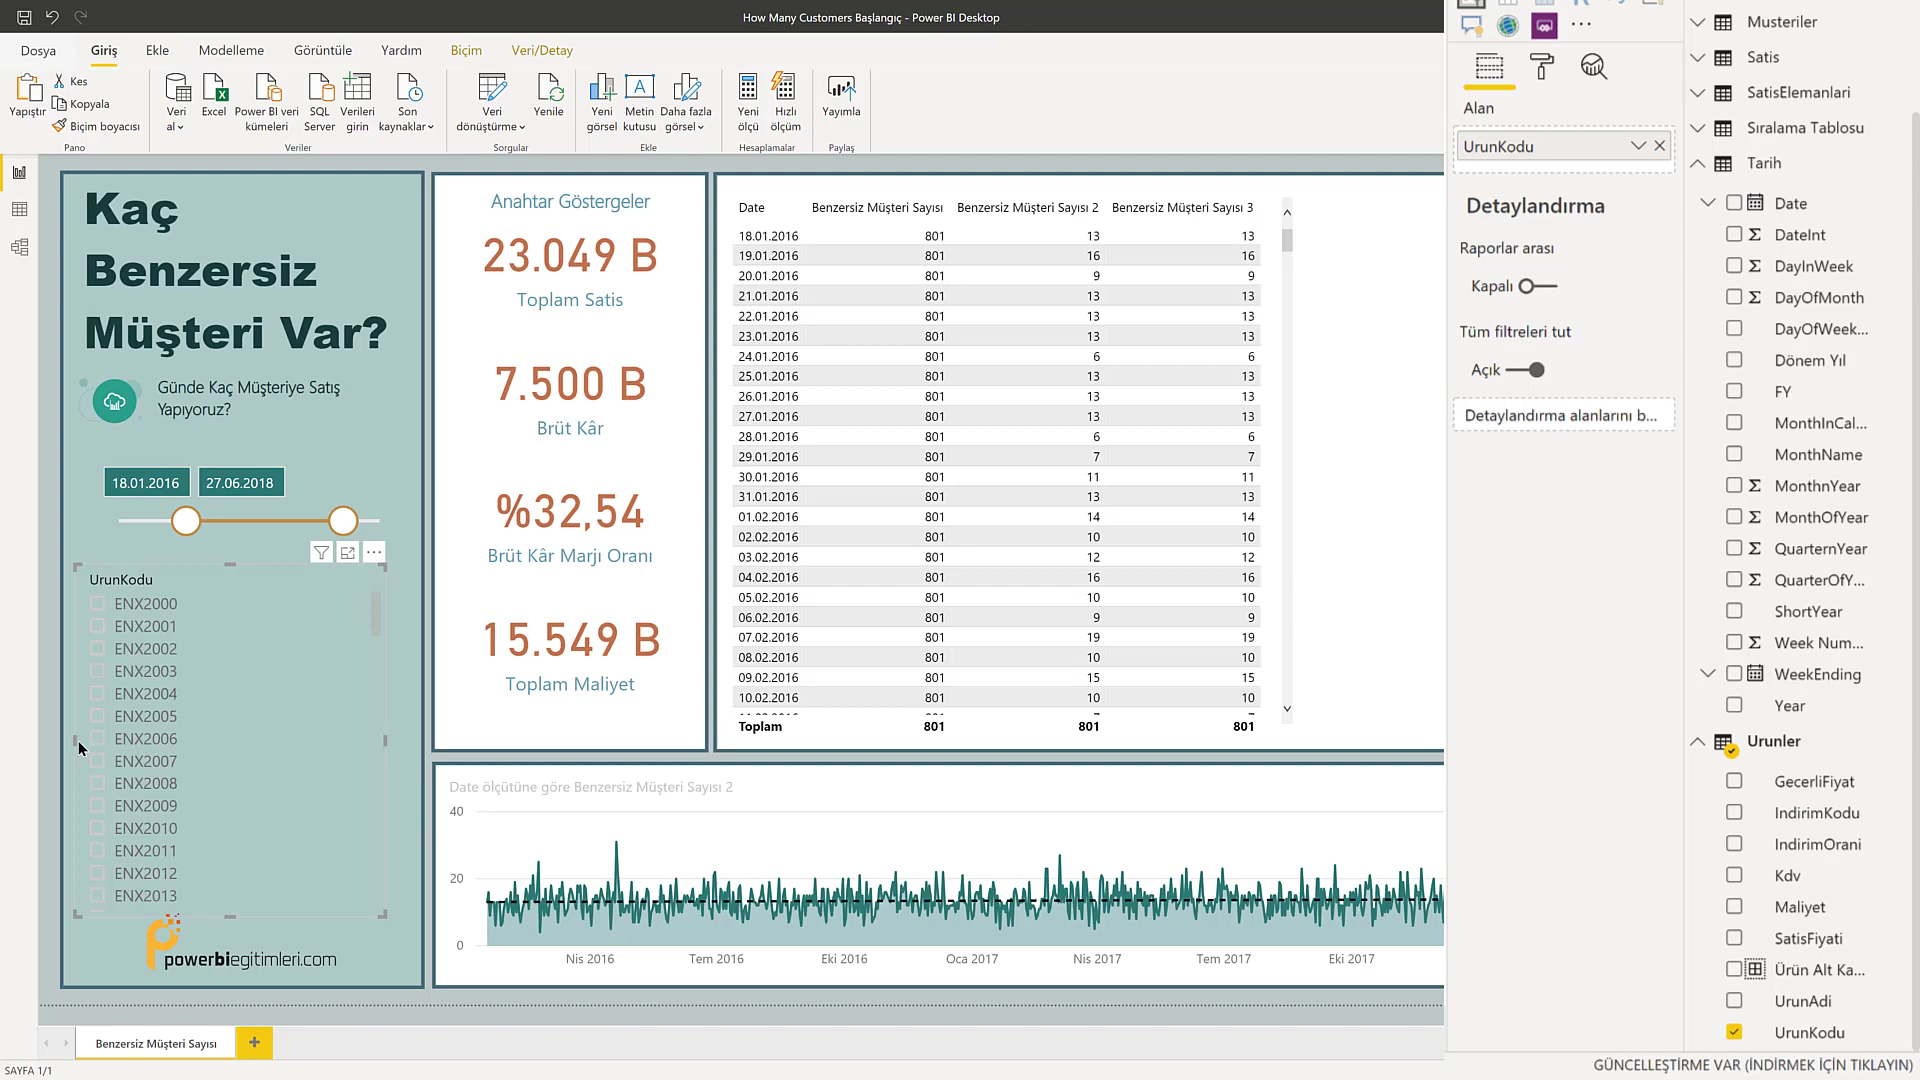 How Many Customers Başlangıç - Power BI Desktop
Dosya
Giriş
Ekle
Modelleme
Görüntüle
Yardım
Biçim
Veri/Detay
Yapıştır
Kes
Kopyala
Biçim boyacısı
Pano
Veri
al
Excel
Power BI veri
kümeleri
SQL
Server
Verileri
girin
Son
kaynaklar
Veriler
Veri
dönüştürme
Yenile
Sorgular
Yeni
görsel
Metin
kutusu
Daha fazla
görsel
Ekle
Yeni
ölçü
Hızlı
ölçüm
Hesaplamalar
Yayımla
Paylaş
Kaç
Benzersiz
Müşteri Var?
Günde Kaç Müşteriye Satış
Yapıyoruz?
18.01.2016
27.06.2018
UrunKodu
ENX2000
ENX2001
ENX2002
ENX2003
ENX2004
ENX2005
ENX2006
ENX2007
ENX2008
ENX2009
ENX2010
ENX2011
ENX2012
ENX2013
powerbiegitimleri.com
Anahtar Göstergeler
23.049 B
Toplam Satis
7.500 B
Brüt Kâr
%32,54
Brüt Kâr Marjı Oranı
15.549 B
Toplam Maliyet
Date Benzersiz Müşteri Sayısı Benzersiz Müşteri Sayısı 2 Benzersiz Müşteri Sayısı 3
18.01.2016 801 13 13
19.01.2016 801 16 16
20.01.2016 801 9 9
21.01.2016 801 13 13
22.01.2016 801 13 13
23.01.2016 801 13 13
24.01.2016 801 6 6
25.01.2016 801 13 13
26.01.2016 801 13 13
27.01.2016 801 13 13
28.01.2016 801 6 6
29.01.2016 801 7 7
30.01.2016 801 11 11
31.01.2016 801 13 13
01.02.2016 801 14 14
02.02.2016 801 10 10
03.02.2016 801 12 12
04.02.2016 801 16 16
05.02.2016 801 10 10
06.02.2016 801 9 9
07.02.2016 801 19 19
08.02.2016 801 10 10
09.02.2016 801 15 15
10.02.2016 801 10 10
Toplam 801 801 801
Date ölçütüne göre Benzersiz Müşteri Sayısı 2
40
20
0
Nis 2016
Tem 2016
Eki 2016
Oca 2017
Nis 2017
Tem 2017
Eki 2017
Benzersiz Müşteri Sayısı
SAYFA 1/1
Alan
UrunKodu
Detaylandırma
Raporlar arası
Kapalı
Tüm filtreleri tut
Açık
Detaylandırma alanlarını b...
Musteriler
Satis
SatisElemanlari
Sıralama Tablosu
Tarih
Date
DateInt
DayInWeek
DayOfMonth
DayOfWeek...
Dönem Yıl
FY
MonthInCal...
MonthName
MonthnYear
MonthOfYear
QuarternYear
QuarterOfY...
ShortYear
Week Num...
WeekEnding
Year
Urunler
GecerliFiyat
IndirimKodu
IndirimOrani
Kdv
Maliyet
SatisFiyati
Ürün Alt Ka...
UrunAdi
UrunKodu
GÜNCELLEŞTİRME VAR (İNDİRMEK İÇİN TIKLAYIN)